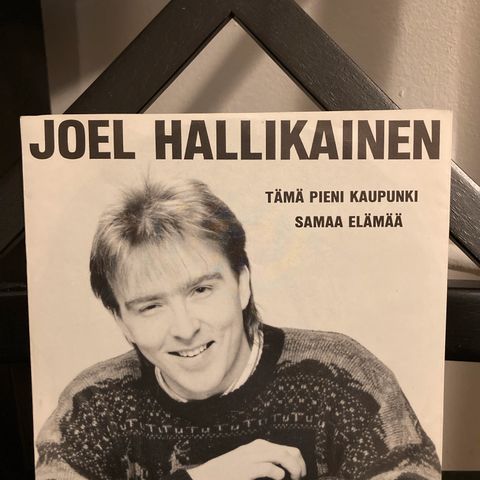 JOEL HALLIKAINEN
TÄMÄ PIENI KAUPUNKI
SAMAA ELÄMÄÄ